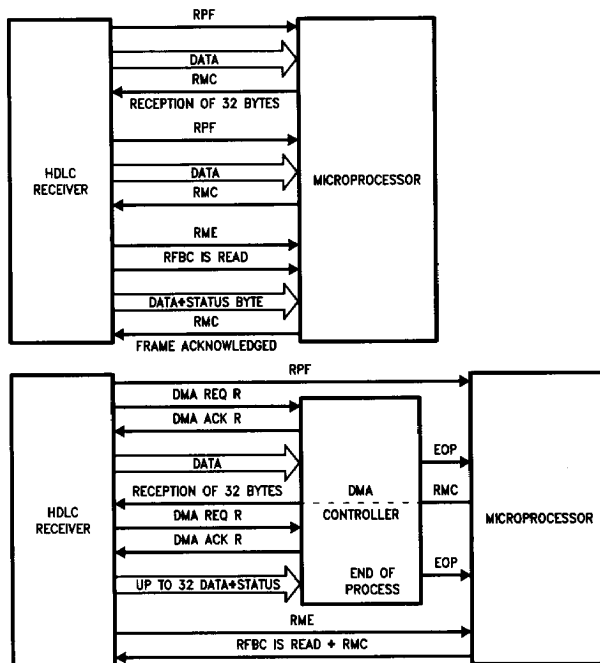 RPF
DATA
RMC
RECEPTION OF 32 BYTES
RPF
HDLC
RECEIVER
DATA
MICROPROCESSOR
RMC
RME
RFBC IS READ
DATA+STATUS BYTE
RMC
FRAME ACKNOWLEDGED
RPF
DMA REQ R
DMA ACK R
DATA
EOP
RECEPTION OF 32 BYTES
DMA
CONTROLLER
RMC
HDLC
RECEIVER
MICROPROCESSOR
DMA REQ R
DMA ACK R
EOP
UP TO 32 DATA+STATUS
END OF
PROCESS
RME
RFBC IS READ + RMC